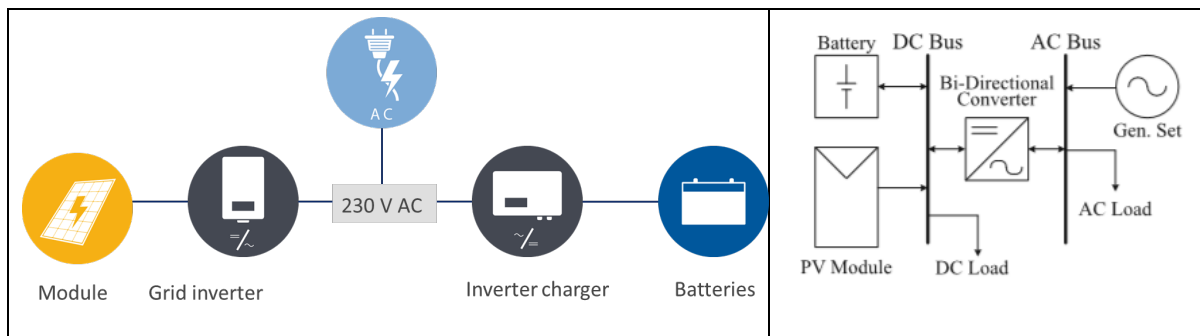 A C
230 V AC
Module
Grid inverter
Inverter charger
Batteries
Battery
DC Bus
AC Bus
Bi-Directional
Converter
Gen. Set
AC Load
PV Module
DC Load